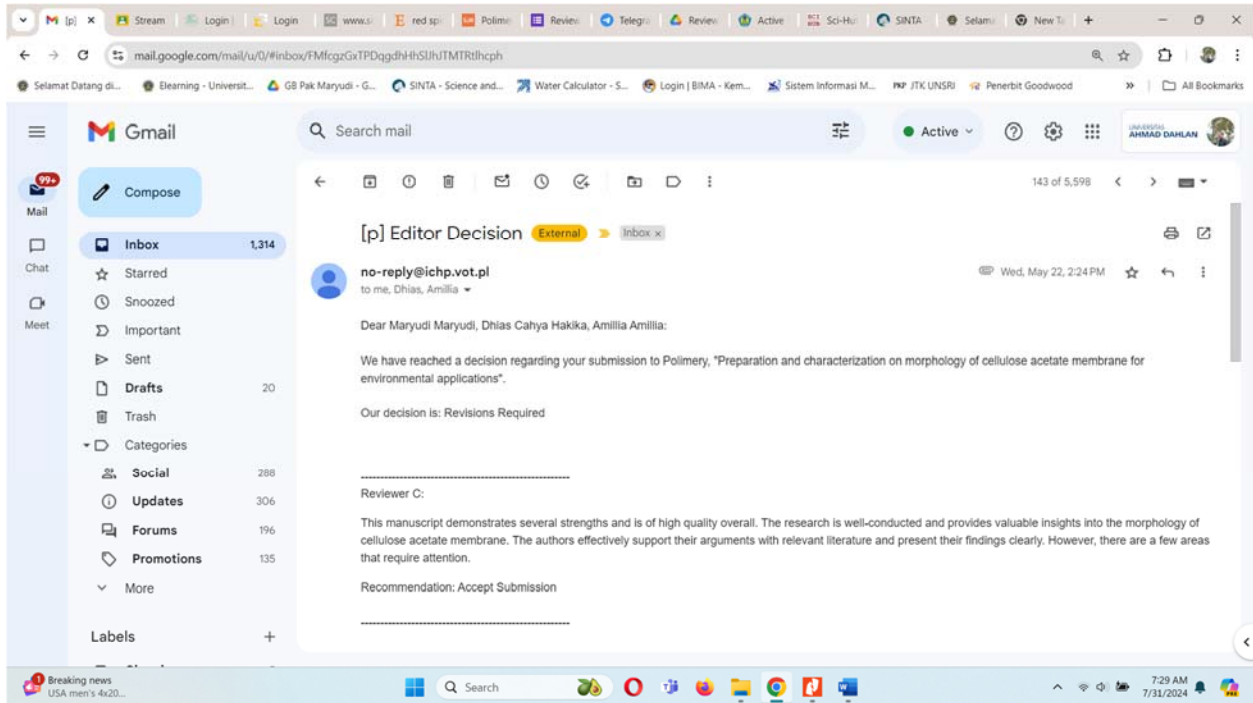 [p] Stream Login | Login www.s Red sp Polime Review Telegra Review Active Sci-Hu SINTA Selama New Ta
mail.google.com/mail/u/0/#inbox/
Selamat Datang di... Elearning - Universit... GB Pak Maryudi - G... SINTA - Science and... Water Calculator - S... Login | BIMA - Kem... Sistem Informasi M... PKP JTK UNSRI Penerbit Goodwood » All Bookmarks
Gmail Search mail Active UNIVERSITAS AHMAD DAHLAN
99+
Compose 143 of 5,598
Mail
[p] Editor Decision External Inbox x
Inbox 1,314
Chat Starred no-reply@ichp.vot.pl Wed, May 22, 2:24 PM
Snoozed to me, Dhias, Amillia
Meet Important Dear Maryudi Maryudi, Dhias Cahya Hakika, Amillia Amillia:
Sent We have reached a decision regarding your submission to Polimery, "Preparation and characterization on morphology of cellulose acetate membrane for
Drafts 20 environmental applications".
Trash Our decision is: Revisions Required
Categories
Social 288
Updates 306 Reviewer C:
Forums 196 This manuscript demonstrates several strengths and is of high quality overall. The research is well-conducted and provides valuable insights into the morphology of
cellulose acetate membrane. The authors effectively support their arguments with relevant literature and present their findings clearly. However, there are a few areas
Promotions 135 that require attention.
More Recommendation: Accept Submission
Labels +
1 Breaking news
USA men's 4x20...
Search
7:29 AM
7/31/2024